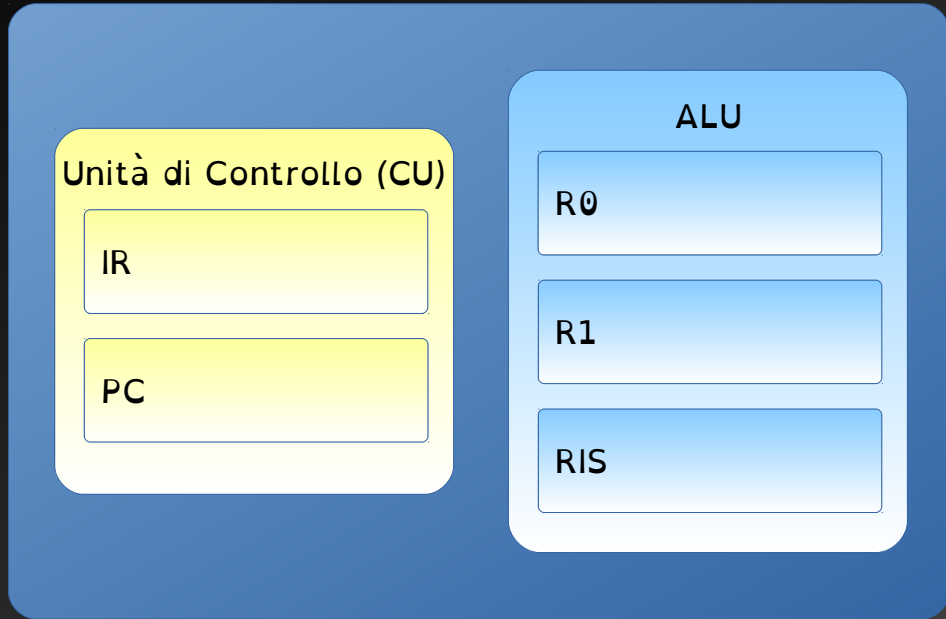 Unità di Controllo (CU)
IR
PC
ALU
R0
R1
RIS